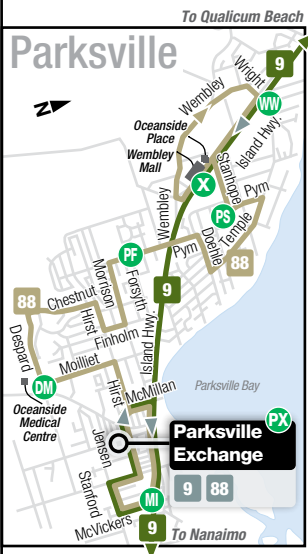 To Qualicum Beach
Parksville
9
Wright
WW
N
Wembley
Island Hwy.
Oceanside
Place
Wembley
Mall
X
Stanhope
Pym
PS
Temple
Wembley
Doehle
88
Pym
PF
Morrison
Forsyth
9
88
Chestnut
Hirst
Finholm
Island Hwy.
Despard
Moilliet
DM
Hirst
McMillan
Parksville Bay
Oceanside
Medical
Centre
Jensen
PX
Parksville
Exchange
9 88
Stanford
MI
McVickers
9
To Nanaimo